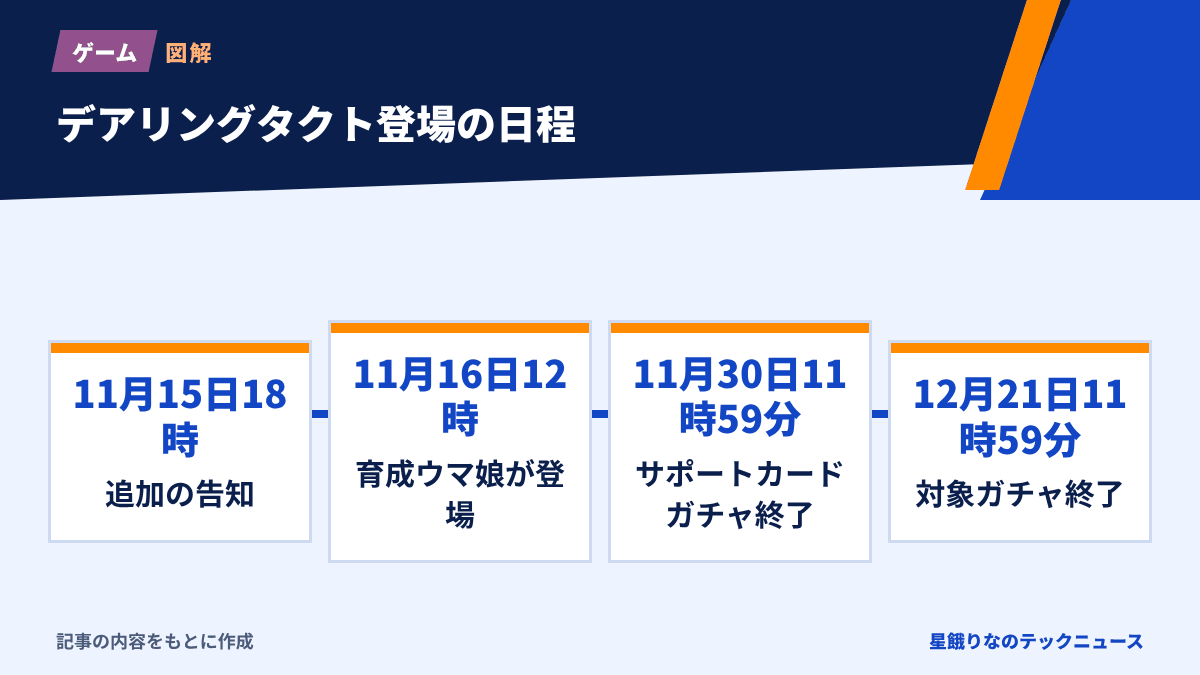 ゲーム 図解
デアリングタクト登場の日程
11月15日18
時
追加の告知
11月16日12
時
育成ウマ娘が登
場
11月30日11
時59分
サポートカード
ガチャ終了
12月21日11
時59分
対象ガチャ終了
記事の内容をもとに作成
星餓りなのテックニュース